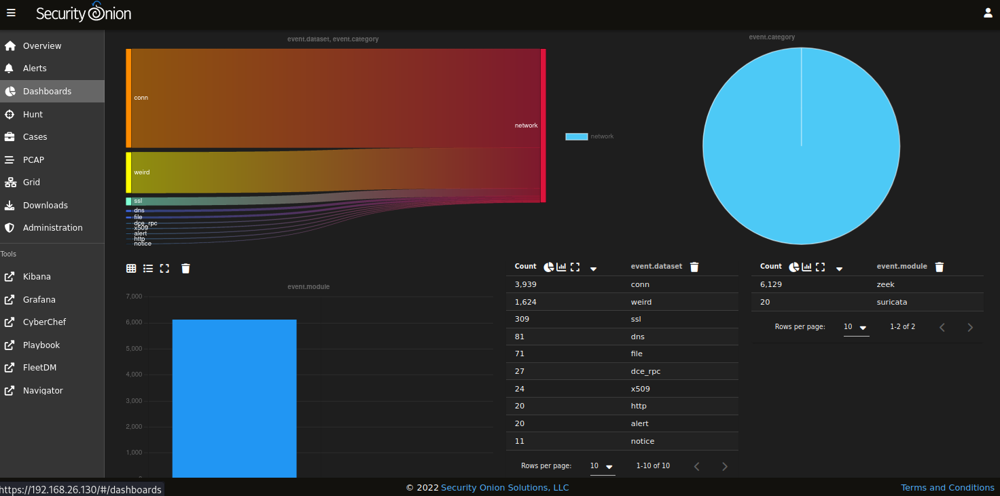 Security Onion
Overview
Alerts
Dashboards
Hunt
Cases
PCAP
Grid
Downloads
Administration
Tools
Kibana
Grafana
CyberChef
Playbook
FleetDM
Navigator
https://192.168.26.130/#/dashboards
event.dataset, event.category
conn
weird
ssl
dns
file
dce_rpc
x509
alert
http
notice
network
event.category
network
event.module
7,000
6,000
5,000
4,000
3,000
2,000
1,000
Count event.dataset
3,939 conn
1,624 weird
309 ssl
81 dns
71 file
27 dce_rpc
24 x509
20 http
20 alert
11 notice
Rows per page: 10 1-10 of 10
Count event.module
6,129 zeek
20 suricata
Rows per page: 10 1-2 of 2
© 2022 Security Onion Solutions, LLC
Terms and Conditions